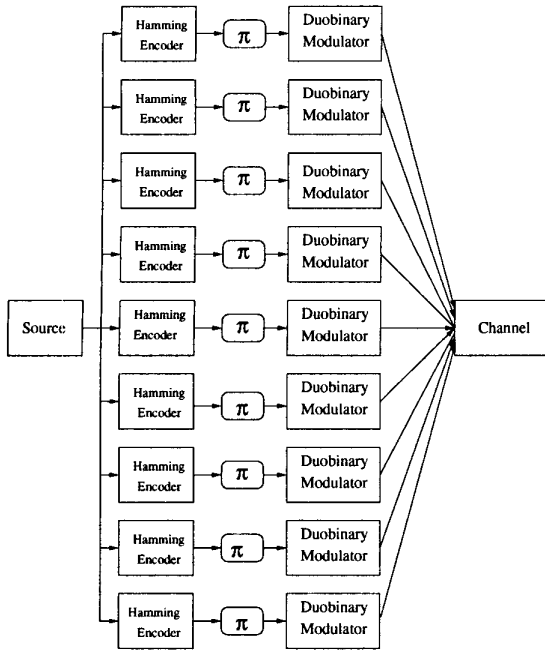 Hamming
Encoder
π
Duobinary
Modulator
Hamming
Encoder
π
Duobinary
Modulator
Hamming
Encoder
π
Duobinary
Modulator
Hamming
Encoder
π
Duobinary
Modulator
Source
Hamming
Encoder
π
Duobinary
Modulator
Channel
Hamming
Encoder
π
Duobinary
Modulator
Hamming
Encoder
π
Duobinary
Modulator
Hamming
Encoder
π
Duobinary
Modulator
Hamming
Encoder
π
Duobinary
Modulator